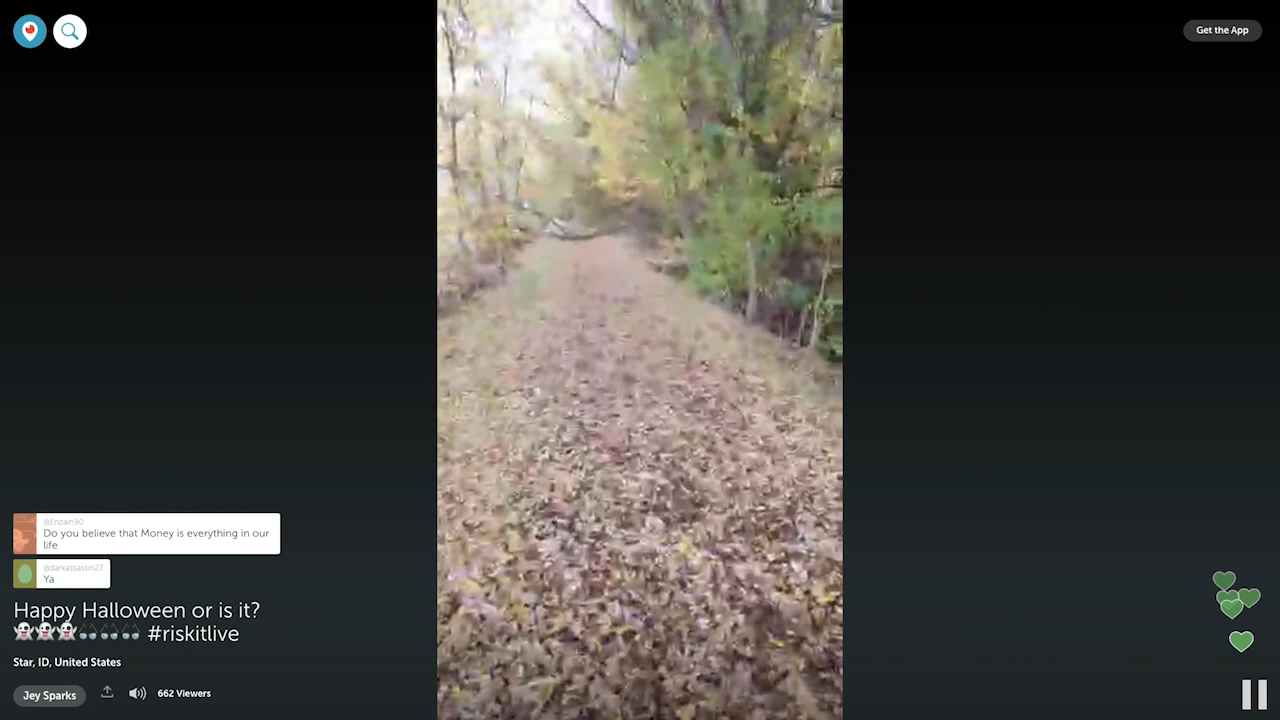 Get the App
@Enzain90
Do you believe that Money is everything in our
life
@darkassassin27
Ya
Happy Halloween or is it?
👻👻👻🕶🕶🕶 #riskitlive
Star, ID, United States
Jey Sparks
662 Viewers